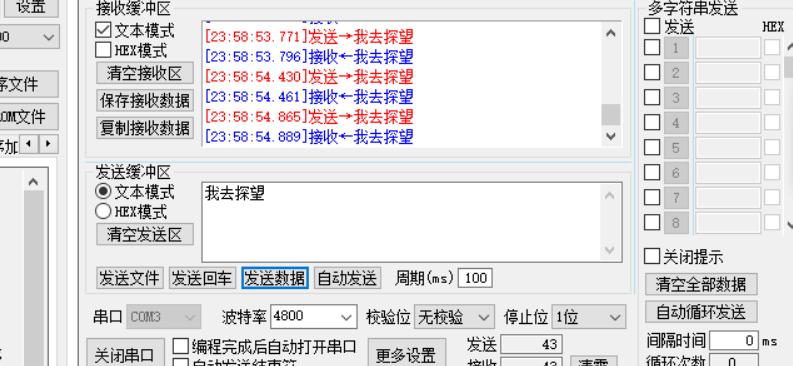 设置
接收缓冲区
多字符串发送
文本模式
HEX模式
清空接收区
保存接收数据
复制接收数据
[23:58:53.771]发送→我去探望
[23:58:53.796]接收←我去探望
[23:58:54.430]发送→我去探望
[23:58:54.461]接收←我去探望
[23:58:54.865]发送→我去探望
[23:58:54.889]接收←我去探望
发送 HEX
1
2
3
4
5
6
7
8
序文件
OM文件
发送缓冲区
文本模式
HEX模式
清空发送区
我去探望
发送文件 发送回车 发送数据 自动发送 周期(ms) 100
关闭提示
清空全部数据
自动循环发送
间隔时间 0 ms
循环次数 0
串口 COM3 波特率 4800 校验位 无校验 停止位 1位
关闭串口 编程完成后自动打开串口 更多设置 发送 43
自动发送结束符 接收 43 清零